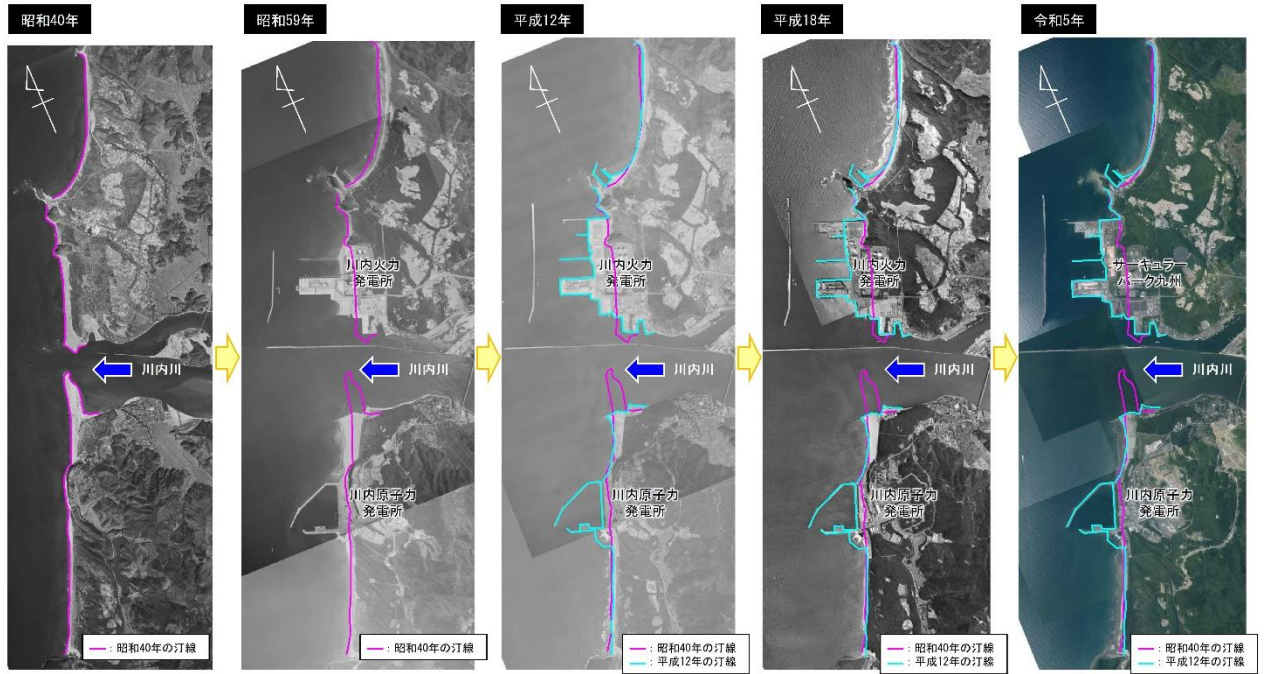 昭和40年
昭和59年
平成12年
平成18年
令和5年
川内川
: 昭和40年の汀線
川内火力
発電所
川内原子力
発電所
: 昭和40年の汀線
川内火力
発電所
川内川
川内原子力
発電所
: 昭和40年の汀線
: 平成12年の汀線
川内火力
発電所
川内川
川内原子力
発電所
: 昭和40年の汀線
: 平成12年の汀線
サーキュラー
パーク九州
川内川
川内原子力
発電所
: 昭和40年の汀線
: 平成12年の汀線
川内川